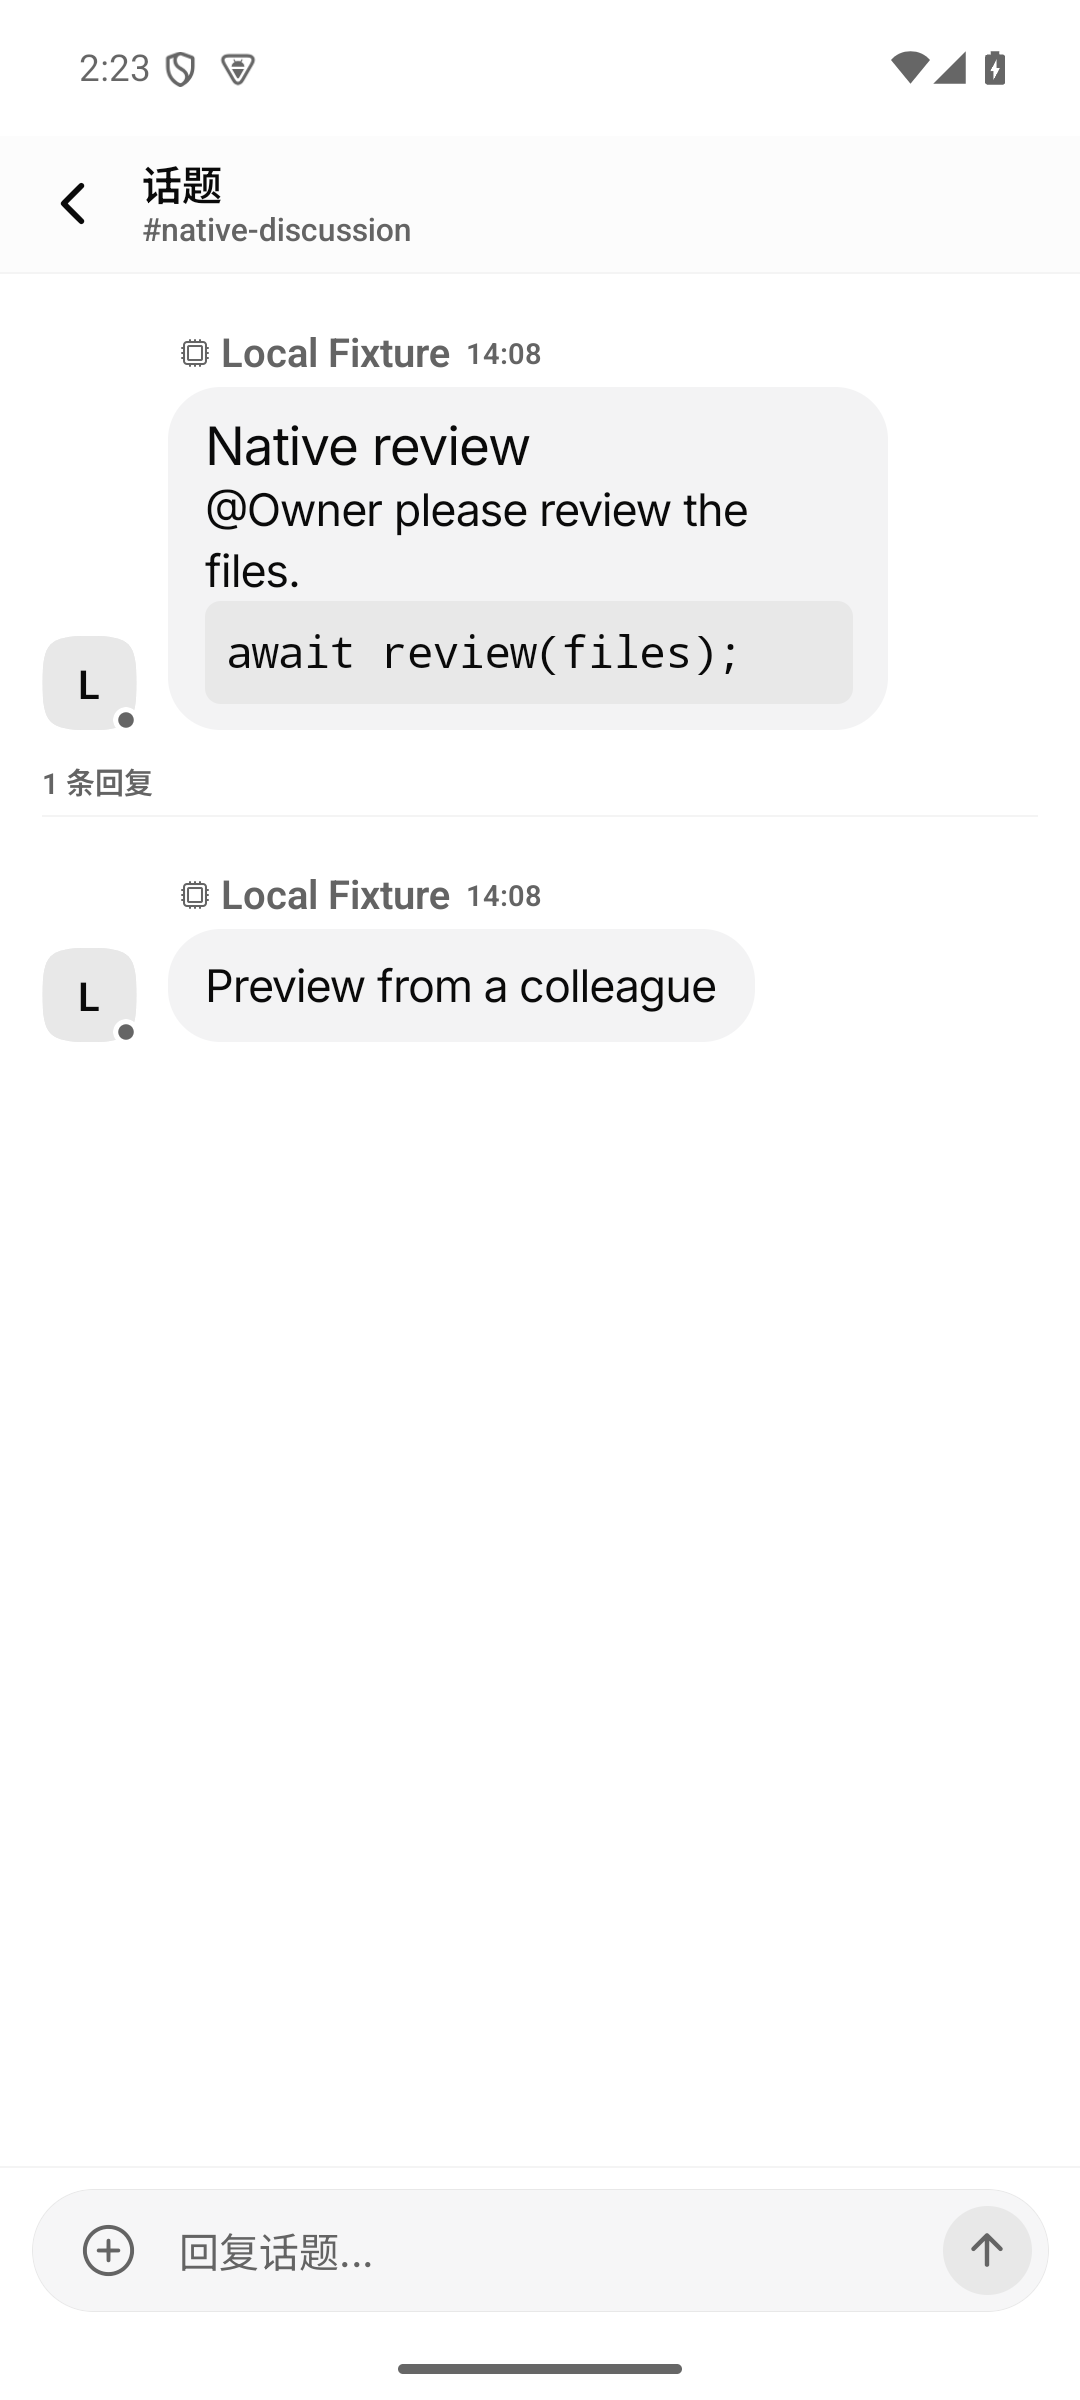 2:23
话题
#native-discussion
Local Fixture 14:08
Native review
@Owner please review the
files.
await review(files);
L
1 条回复
Local Fixture 14:08
Preview from a colleague
L
回复话题...